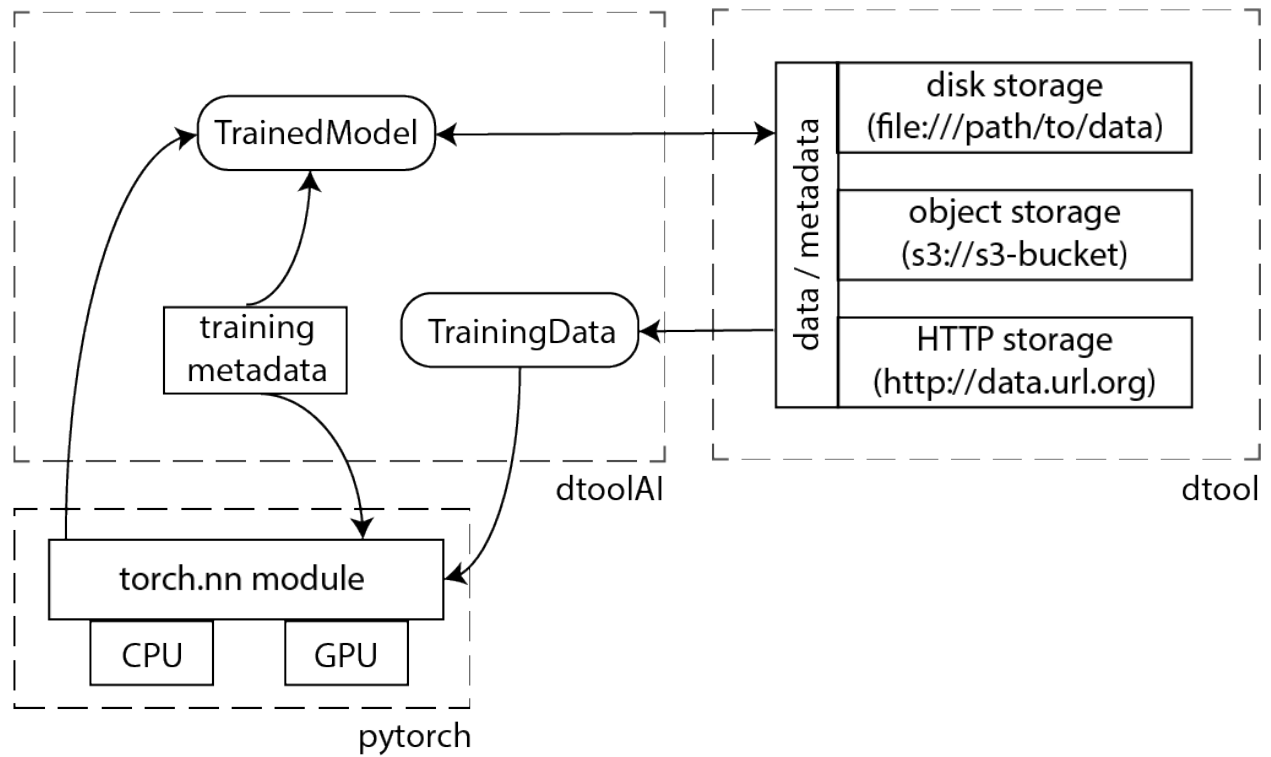 TrainedModel
training
metadata
TrainingData
dtoolAI
data / metadata
disk storage
(file:///path/to/data)
object storage
(s3://s3-bucket)
HTTP storage
(http://data.url.org)
dtool
torch.nn module
CPU
GPU
pytorch